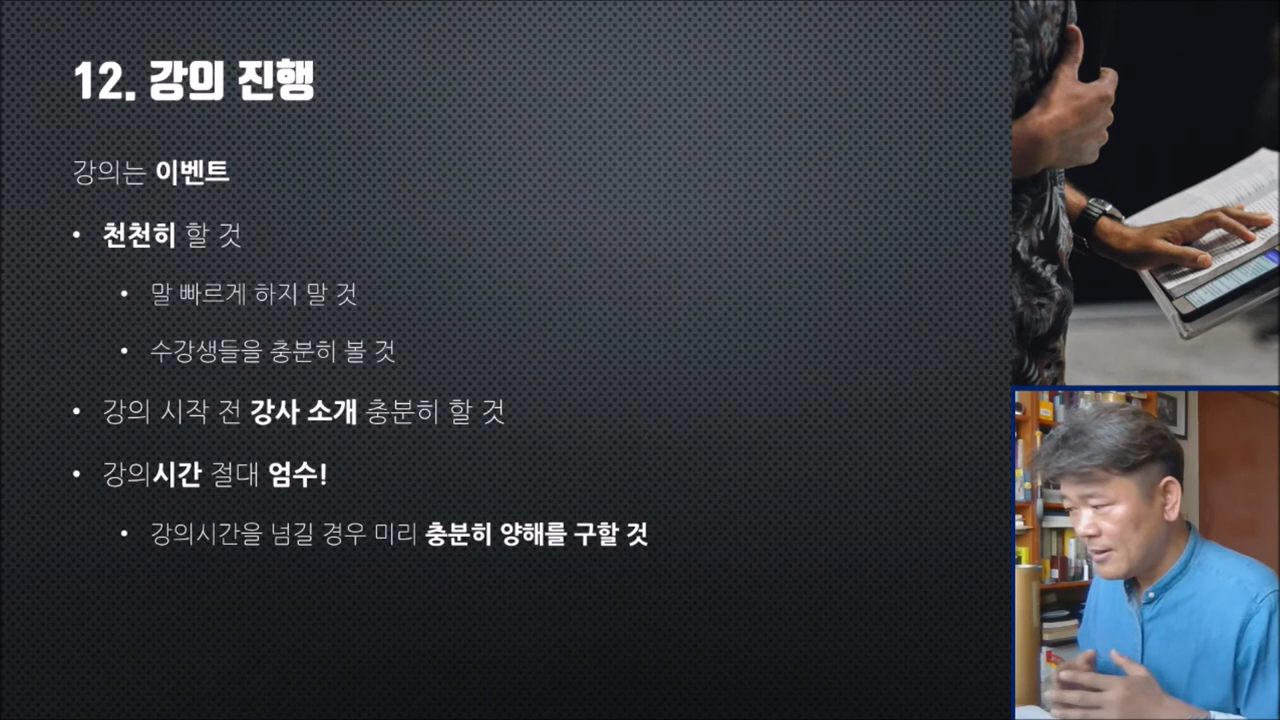 12. 강의 진행
강의는 이벤트
• 천천히 할 것
• 말 빠르게 하지 말 것
• 수강생들을 충분히 볼 것
• 강의 시작 전 강사 소개 충분히 할 것
• 강의시간 절대 엄수!
• 강의시간을 넘길 경우 미리 충분히 양해를 구할 것